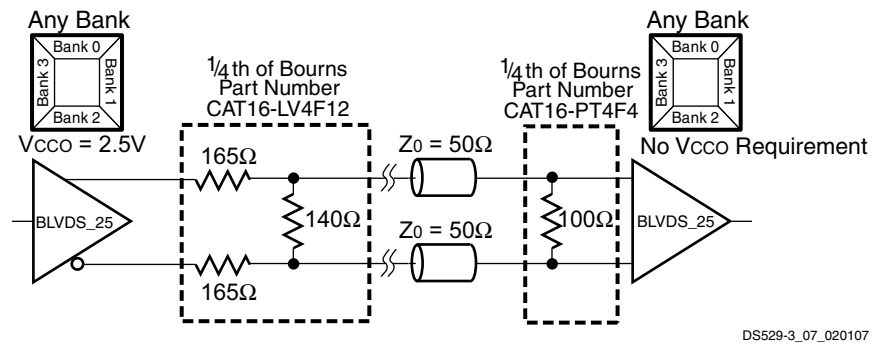 Any Bank
Bank 0
Bank 3
Bank 1
Bank 2
VCCO = 2.5V
1/4th of Bourns
Part Number
CAT16-LV4F12
165Ω
140Ω
165Ω
BLVDS_25
Z0 = 50Ω
Z0 = 50Ω
1/4th of Bourns
Part Number
CAT16-PT4F4
100Ω
Any Bank
Bank 0
Bank 3
Bank 1
Bank 2
No VCCO Requirement
BLVDS_25
DS529-3_07_020107